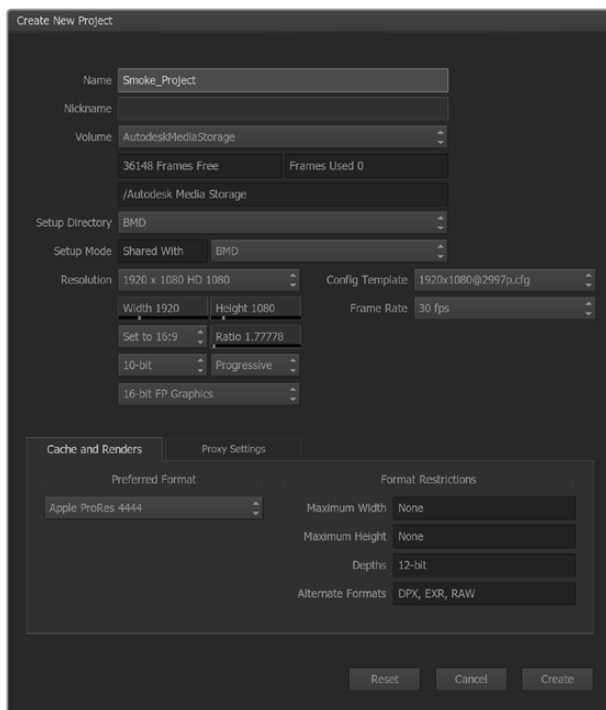 Create New Project
Name Smoke_Project
Nickname
Volume AutodeskMediaStorage
36148 Frames Free Frames Used 0
/Autodesk Media Storage
Setup Directory BMD
Setup Mode Shared With BMD
Resolution 1920 x 1080 HD 1080 Config Template 1920x1080@2997p.cfg
Width 1920 Height 1080 Frame Rate 30 fps
Set to 16:9 Ratio 1.77778
10-bit Progressive
16-bit FP Graphics
Cache and Renders Proxy Settings
Preferred Format Format Restrictions
Apple ProRes 4444 Maximum Width None
Maximum Height None
Depths 12-bit
Alternate Formats DPX, EXR, RAW
Reset Cancel Create